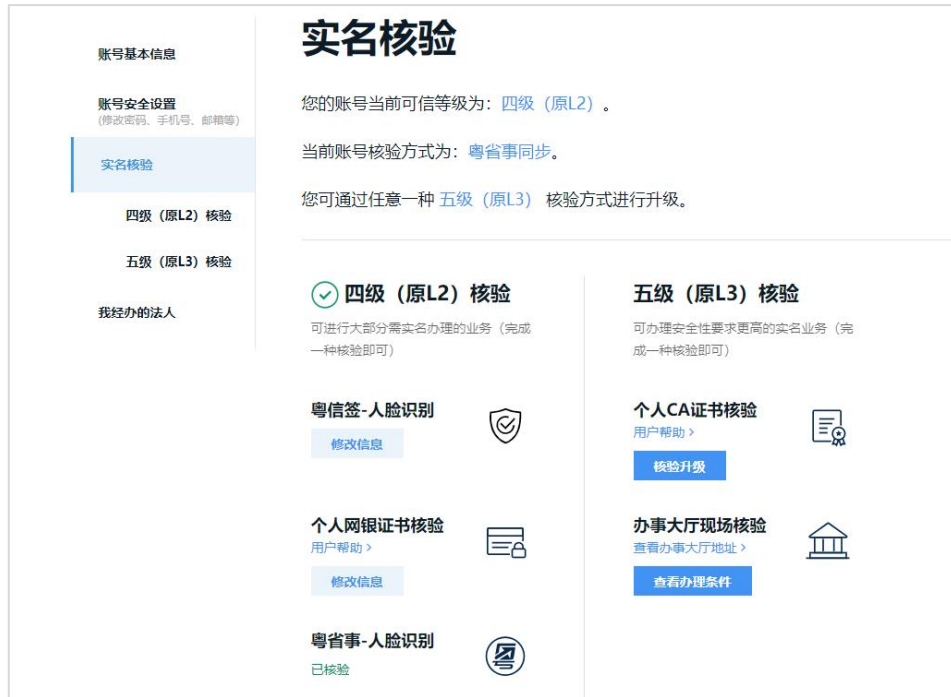 账号基本信息
账号安全设置
(修改密码、手机号、邮箱等)
实名核验
四级（原L2）核验
五级（原L3）核验
我经办的法人
实名核验
您的账号当前可信等级为：四级（原L2）。
当前账号核验方式为：粤省事同步。
您可通过任意一种 五级（原L3） 核验方式进行升级。
四级（原L2）核验
可进行大部分需实名办理的业务（完成
一种核验即可）
粤信签-人脸识别
修改信息
个人网银证书核验
用户帮助 >
修改信息
粤省事-人脸识别
已核验
五级（原L3）核验
可办理安全性要求更高的实名业务（完
成一种核验即可）
个人CA证书核验
用户帮助 >
核验升级
办事大厅现场核验
查看办事大厅地址 >
查看办理条件